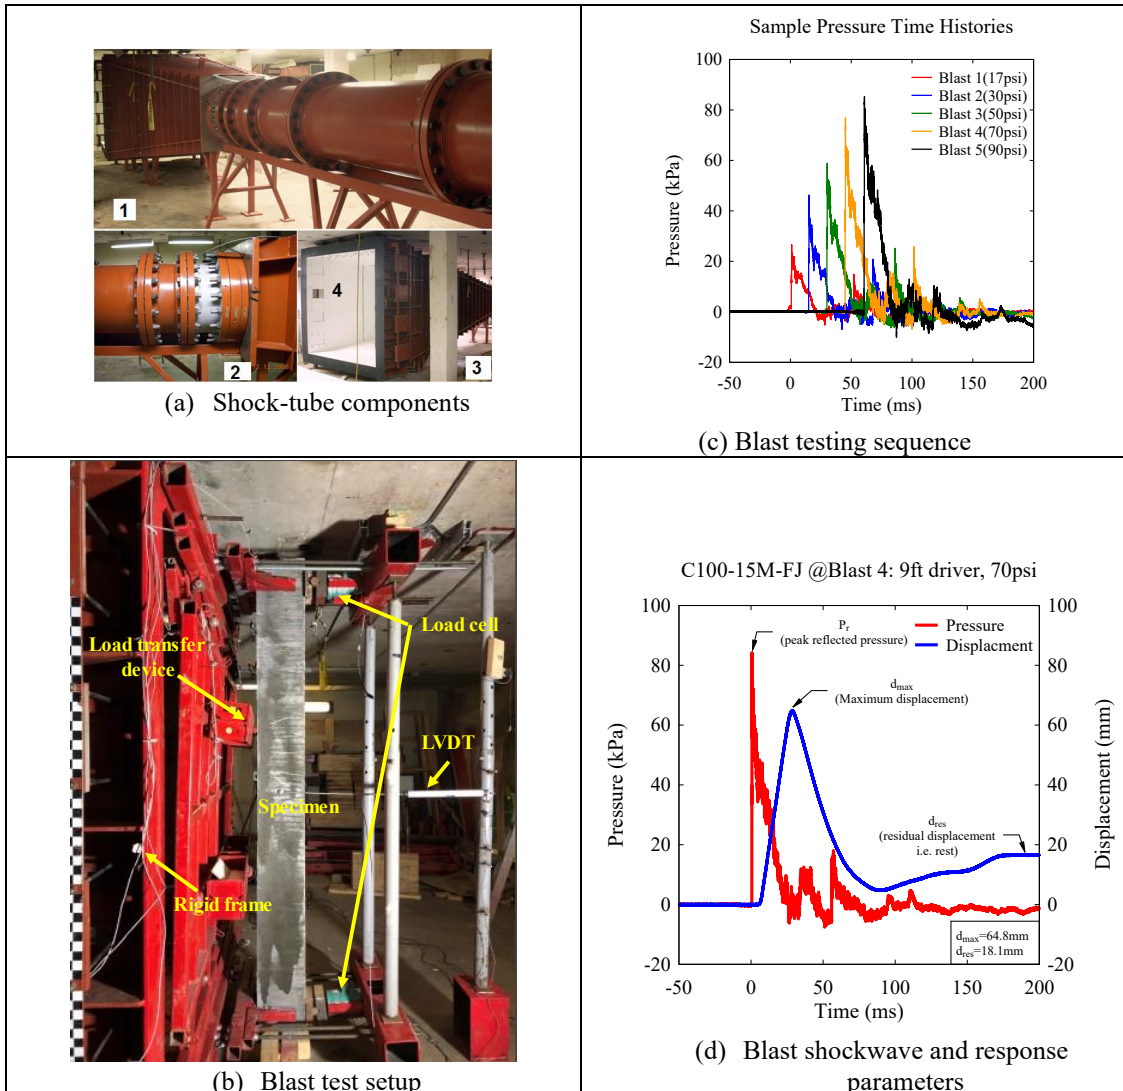 1
2
12.13.2008
4
3
(a) Shock-tube components
Sample Pressure Time Histories
100
80
60
40
20
0
-20
Pressure (kPa)
Blast 1(17psi)
Blast 2(30psi)
Blast 3(50psi)
Blast 4(70psi)
Blast 5(90psi)
-50 0 50 100 150 200
Time (ms)
(c) Blast testing sequence
Load transfer
device
Load cell
LVDT
Specimen
Rigid frame
(b) Blast test setup
C100-15M-FJ @Blast 4: 9ft driver, 70psi
100
80
60
40
20
0
-20
Pressure (kPa)
Pr
(peak reflected pressure)
Pressure
Displacment
dmax
(Maximum displacement)
dres
(residual displacement
i.e. rest)
dmax=64.8mm
dres=18.1mm
100
80
60
40
20
0
-20
Displacement (mm)
-50 0 50 100 150 200
Time (ms)
(d) Blast shockwave and response
parameters